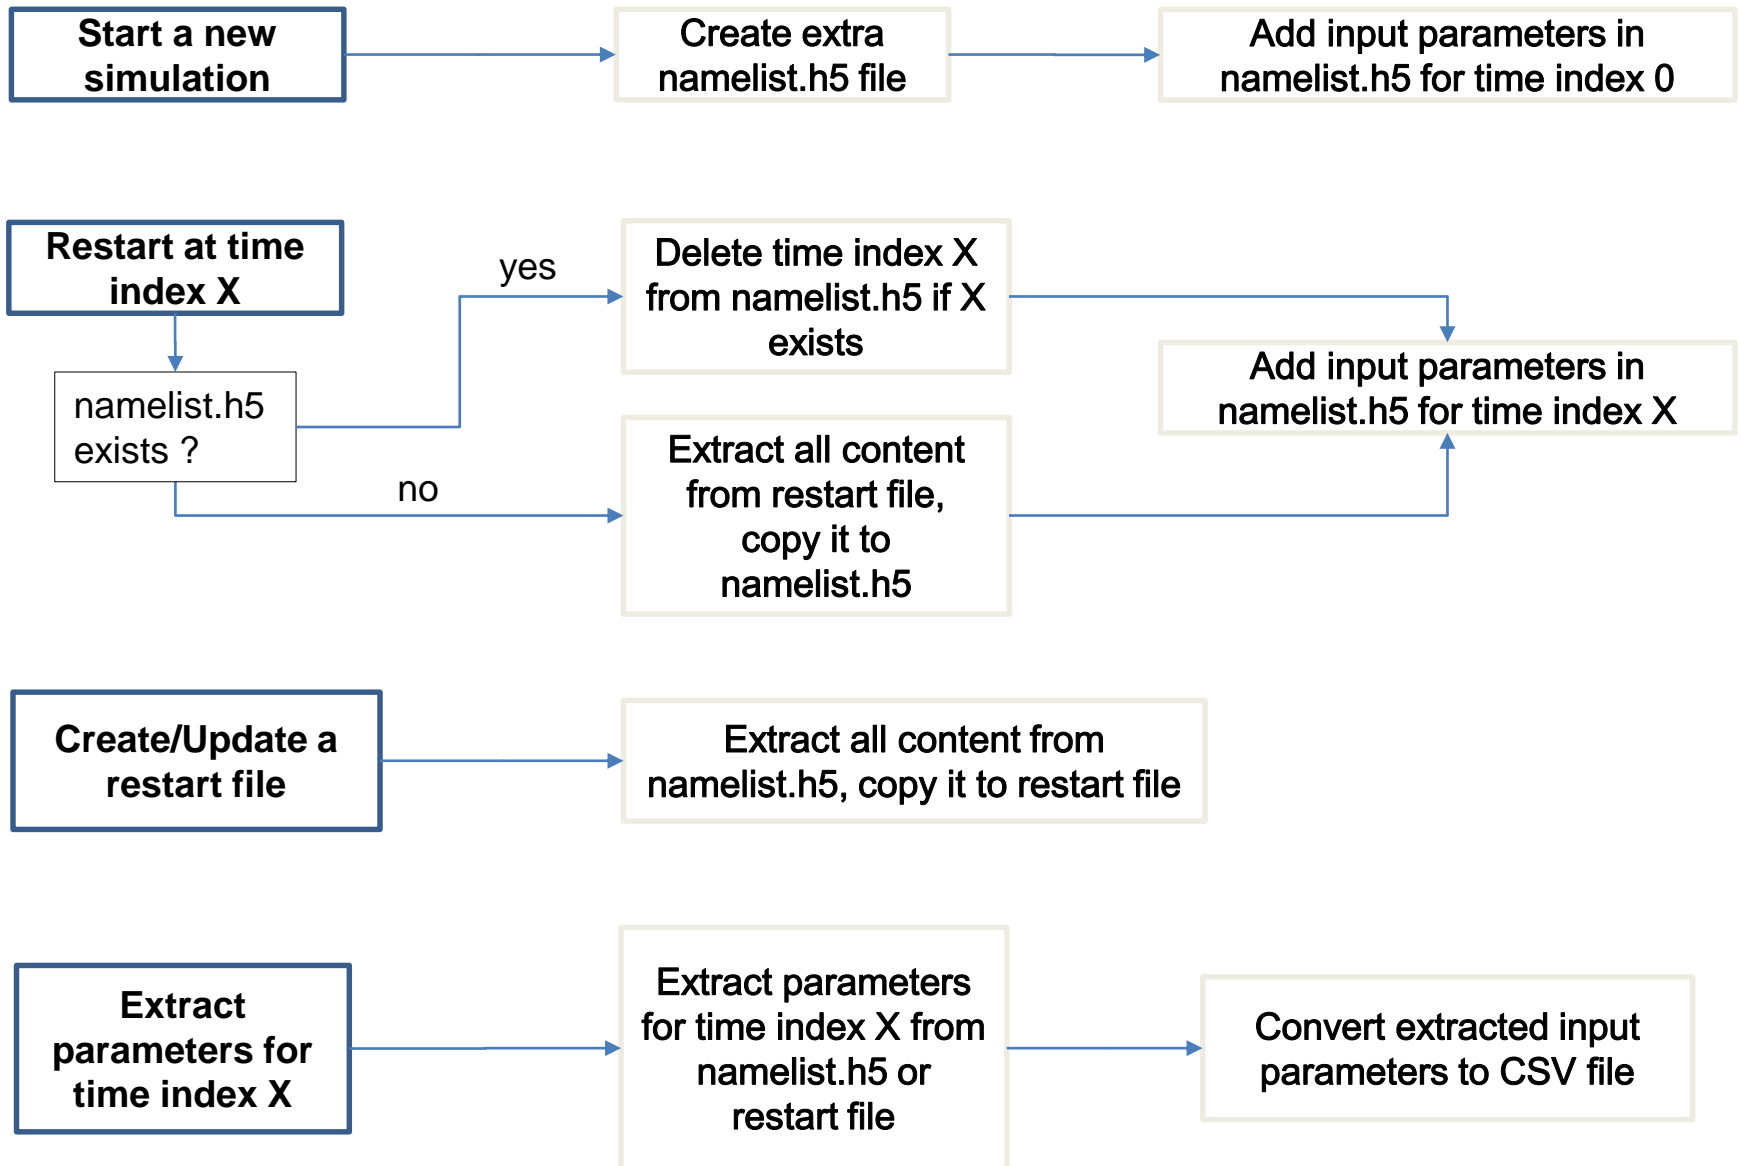 Start a new
simulation
Create extra
namelist.h5 file
Add input parameters in
namelist.h5 for time index 0
Restart at time
index X
namelist.h5
exists ?
yes
no
Delete time index X
from namelist.h5 if X
exists
Extract all content
from restart file,
copy it to
namelist.h5
Add input parameters in
namelist.h5 for time index X
Create/Update a
restart file
Extract all content from
namelist.h5, copy it to restart file
Extract
parameters for
time index X
Extract parameters
for time index X from
namelist.h5 or
restart file
Convert extracted input
parameters to CSV file